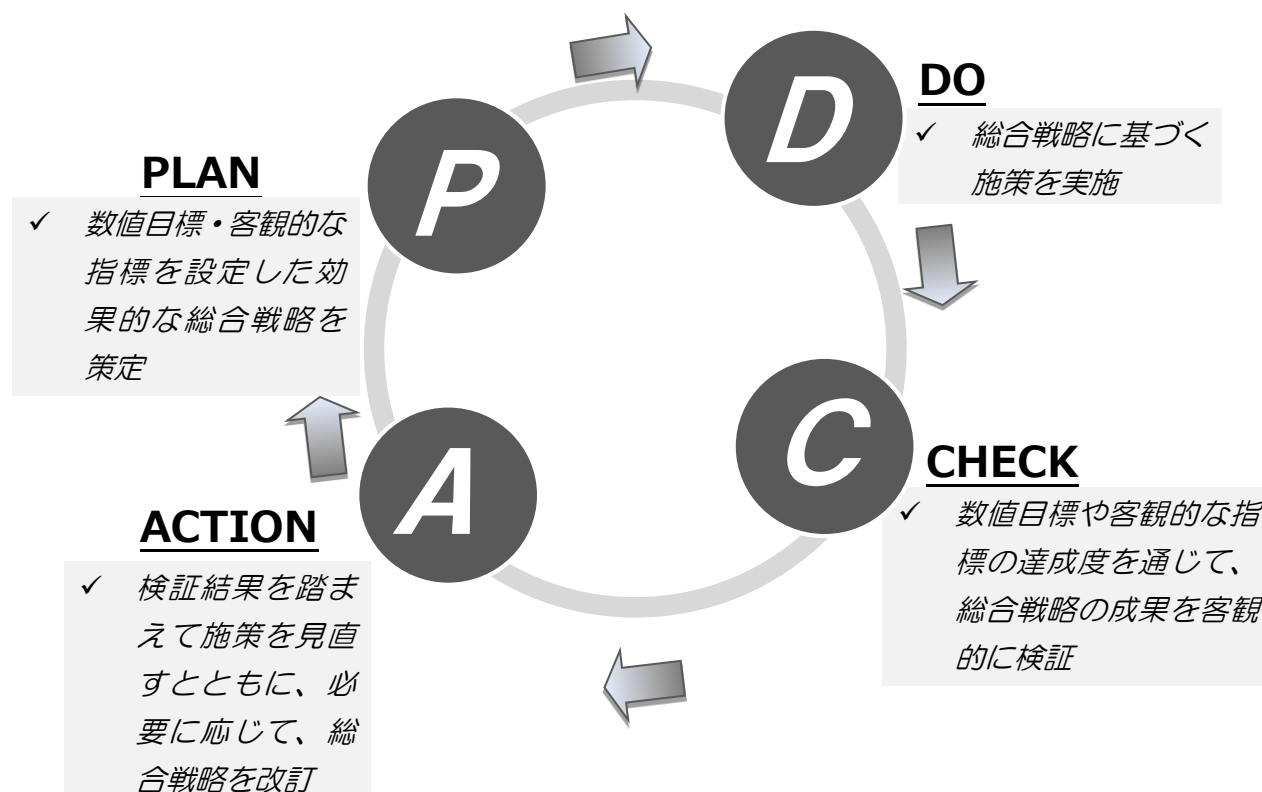 P
PLAN
✓ 数値目標・客観的な
指標を設定した効
果的な総合戦略を
策定
D
DO
✓ 総合戦略に基づく
施策を実施
C
CHECK
✓ 数値目標や客観的な指
標の達成度を通じて、
総合戦略の成果を客観
的に検証
A
ACTION
✓ 検証結果を踏ま
えて施策を見直
すとともに、必
要に応じて、総
合戦略を改訂